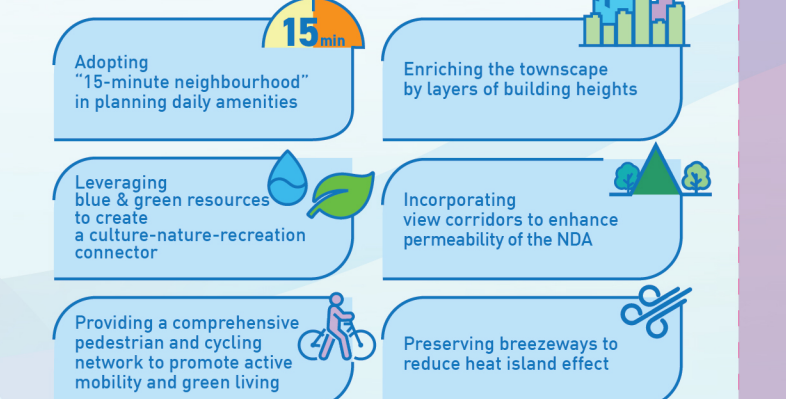 15 min
Adopting
“15-minute neighbourhood”
in planning daily amenities
Enriching the townscape
by layers of building heights
Leveraging
blue & green resources
to create
a culture-nature-recreation
connector
Incorporating
view corridors to enhance
permeability of the NDA
Providing a comprehensive
pedestrian and cycling
network to promote active
mobility and green living
Preserving breezeways to
reduce heat island effect